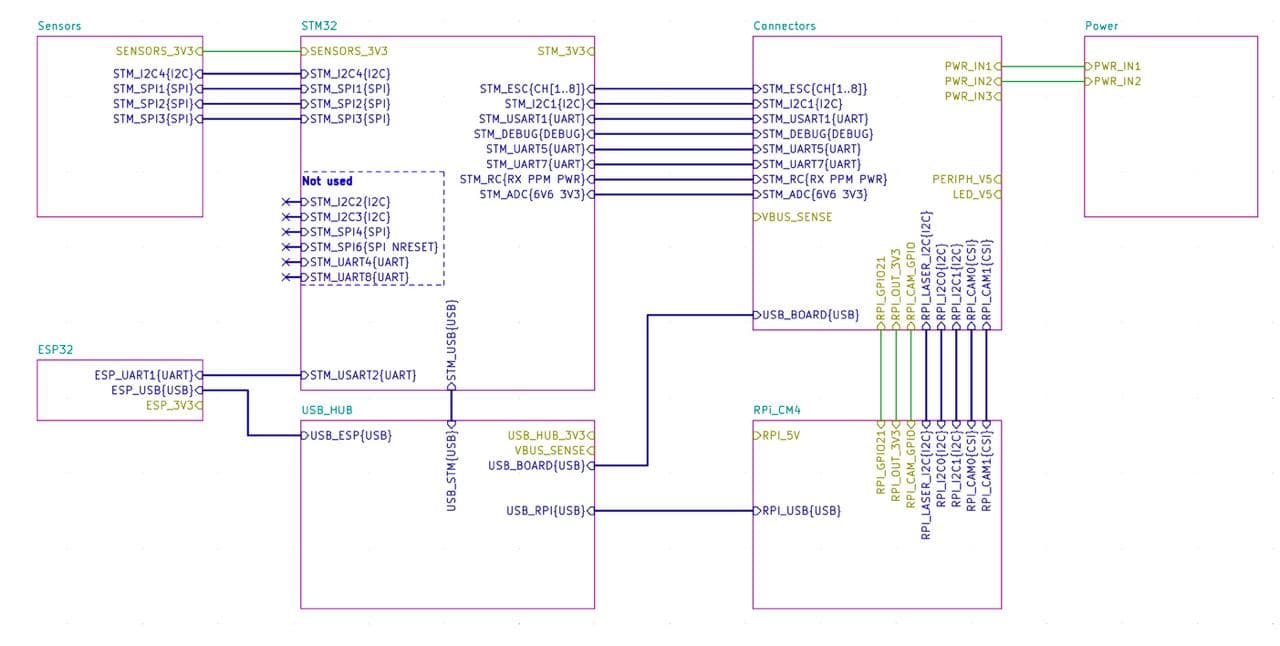 Sensors
SENSORS_3V3
STM_I2C4{I2C}
STM_SPI1{SPI}
STM_SPI2{SPI}
STM_SPI3{SPI}
STM32
SENSORS_3V3
STM_I2C4{I2C}
STM_SPI1{SPI}
STM_SPI2{SPI}
STM_SPI3{SPI}
Not used
STM_I2C2{I2C}
STM_I2C3{I2C}
STM_SPI4{SPI}
STM_SPI6{SPI NRESET}
STM_UART4{UART}
STM_UART8{UART}
STM_USART2{UART}
STM_USB{USB}
STM_3V3
STM_ESC{CH[1..8]}
STM_I2C1{I2C}
STM_USART1{UART}
STM_DEBUG{DEBUG}
STM_UART5{UART}
STM_UART7{UART}
STM_RC{RX PPM PWR}
STM_ADC{6V6 3V3}
Connectors
STM_ESC{CH[1..8]}
STM_I2C1{I2C}
STM_USART1{UART}
STM_DEBUG{DEBUG}
STM_UART5{UART}
STM_UART7{UART}
STM_RC{RX PPM PWR}
STM_ADC{6V6 3V3}
VBUS_SENSE
USB_BOARD{USB}
PWR_IN1
PWR_IN2
PWR_IN3
PERIPH_V5
LED_V5
RPI_GPIO21
RPI_OUT_3V3
RPI_CAM_GPIO
RPI_LASER_I2C{I2C}
RPI_I2C0{I2C}
RPI_I2C1{I2C}
RPI_CAM0{CSI}
RPI_CAM1{CSI}
Power
PWR_IN1
PWR_IN2
ESP32
ESP_UART1{UART}
ESP_USB{USB}
ESP_3V3
USB_HUB
USB_ESP{USB}
USB_STM{USB}
USB_HUB_3V3
VBUS_SENSE
USB_BOARD{USB}
USB_RPI{USB}
RPi_CM4
RPI_5V
RPI_USB{USB}
RPI_GPIO21
RPI_OUT_3V3
RPI_CAM_GPIO
RPI_LASER_I2C{I2C}
RPI_I2C0{I2C}
RPI_I2C1{I2C}
RPI_CAM0{CSI}
RPI_CAM1{CSI}